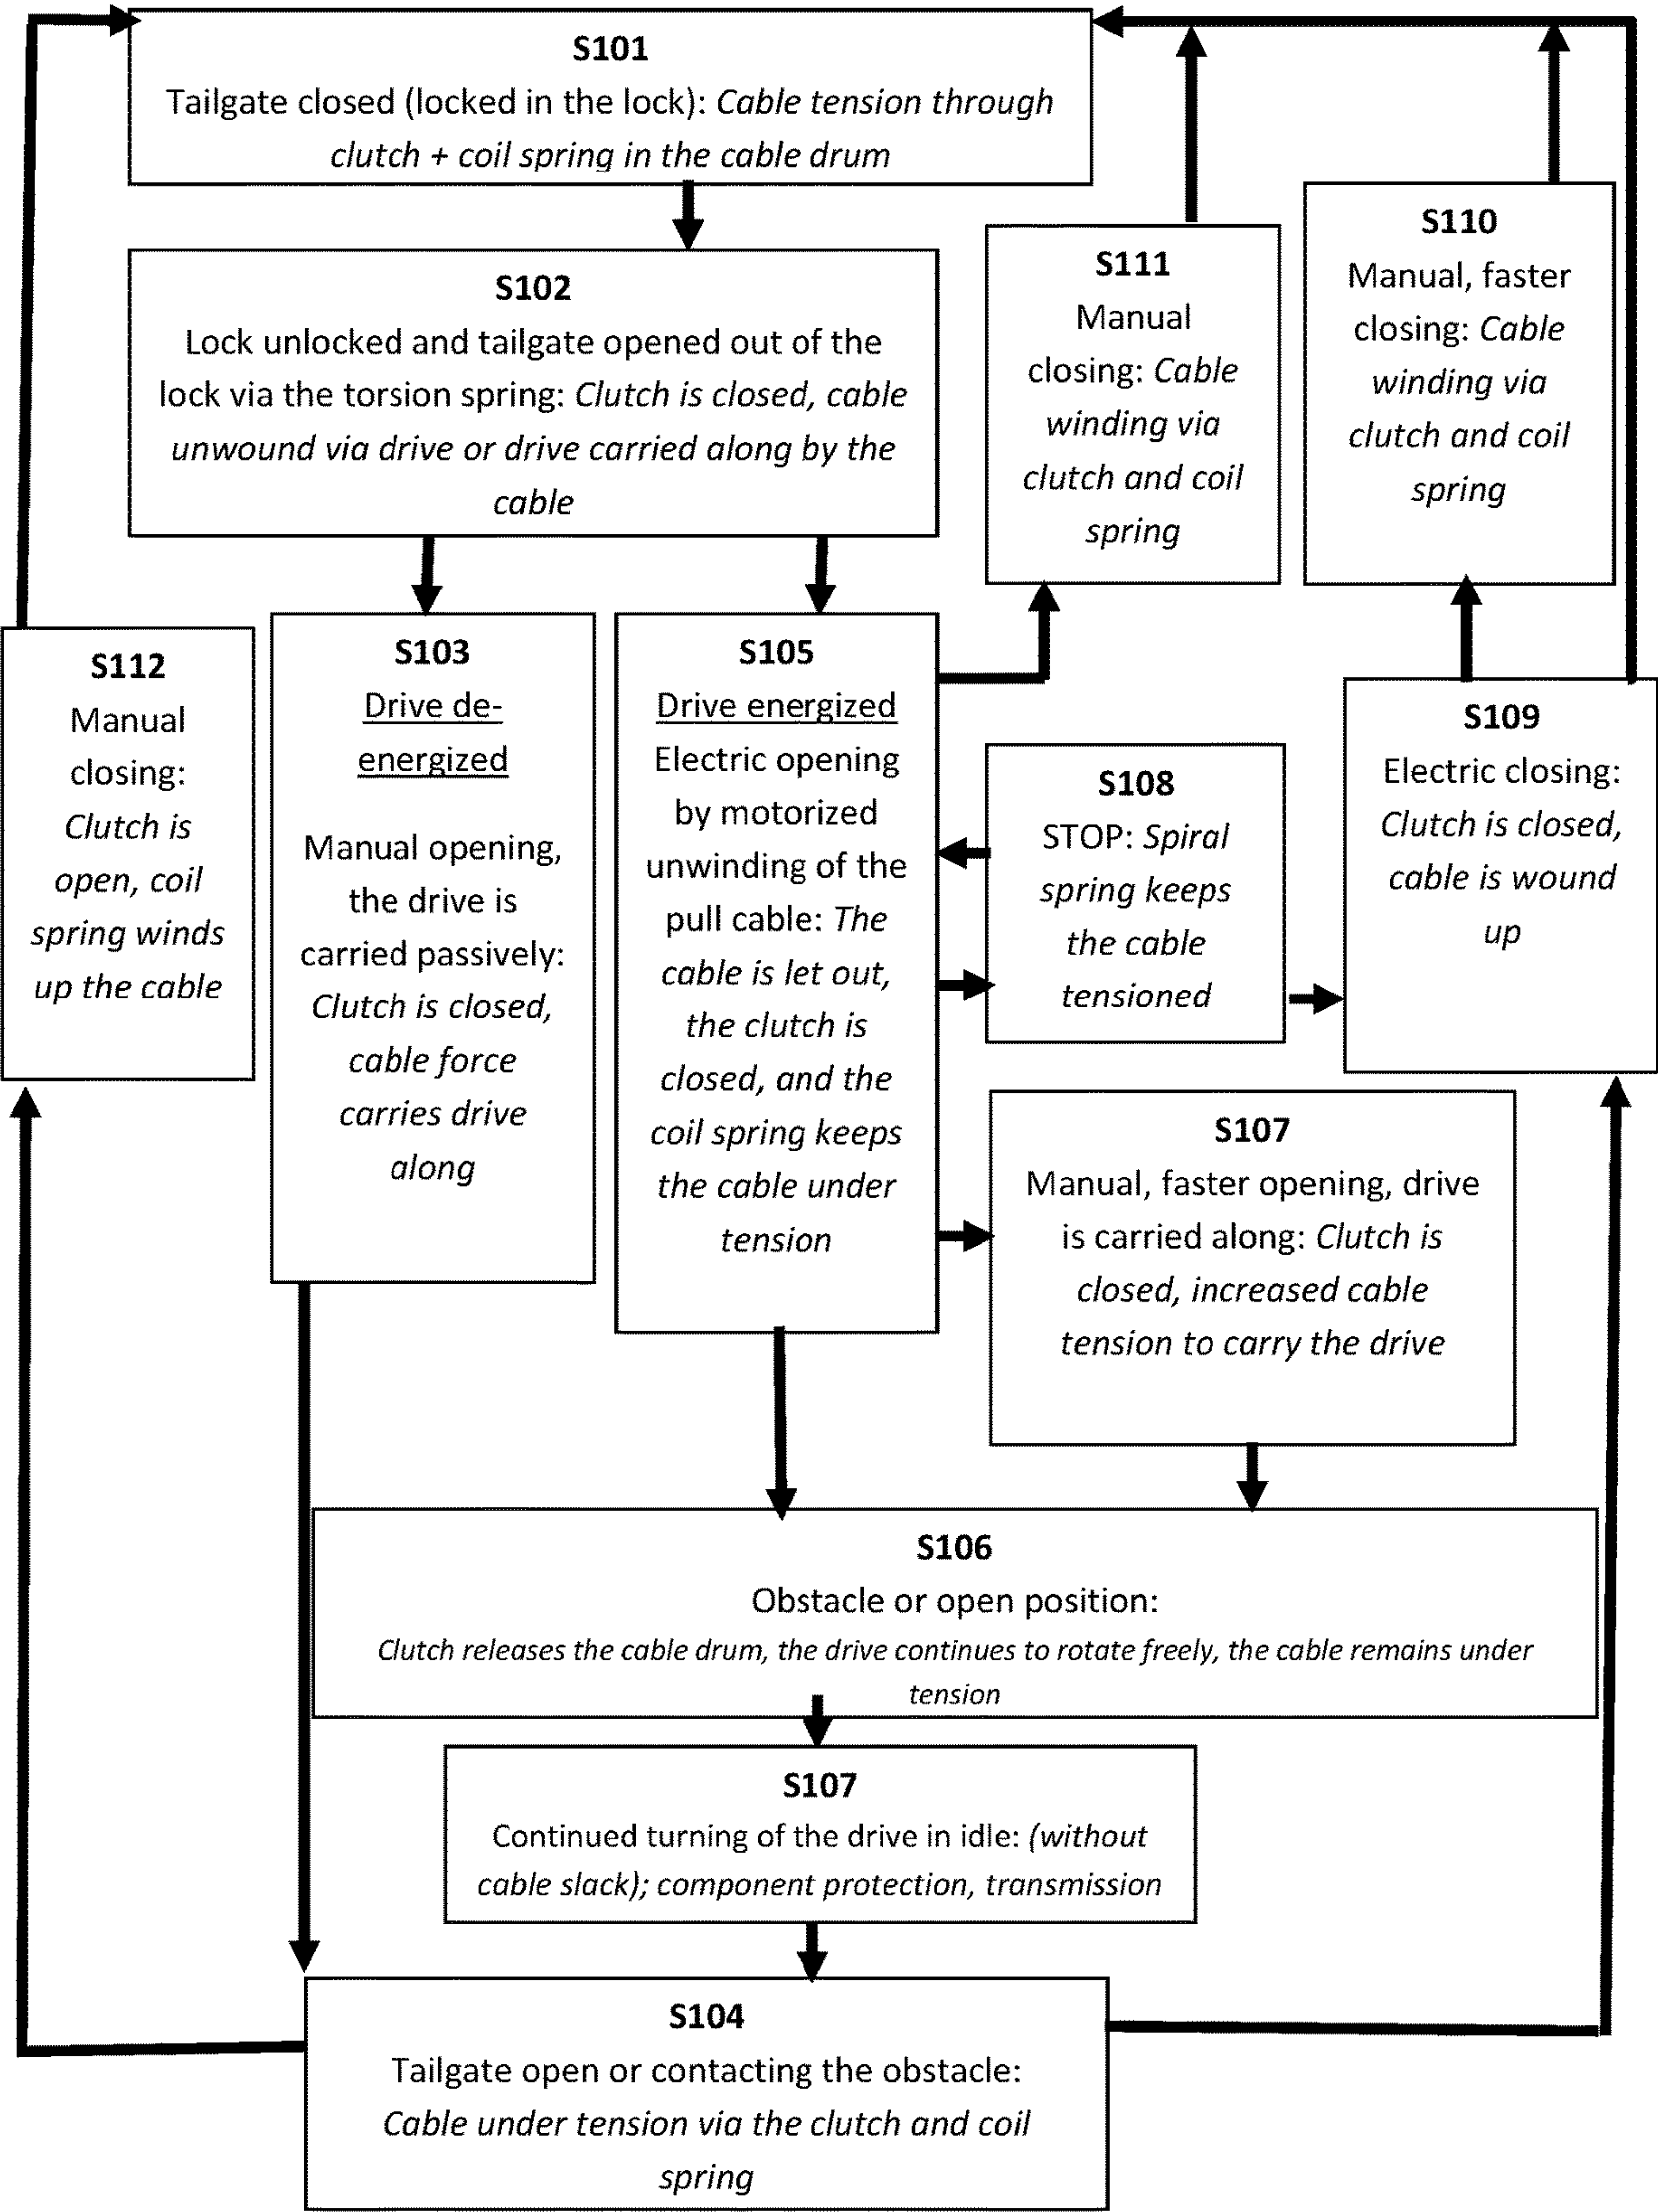 S101
Tailgate closed (locked in the lock): Cable tension through
clutch + coil spring in the cable drum
S102
Lock unlocked and tailgate opened out of the
lock via the torsion spring: Clutch is closed, cable
unwound via drive or drive carried along by the
cable
S111
Manual
closing: Cable
winding via
clutch and coil
spring
S110
Manual, faster
closing: Cable
winding via
clutch and coil
spring
S112
Manual
closing:
Clutch is
open, coil
spring winds
up the cable
S103
Drive de-
energized
Manual opening,
the drive is
carried passively:
Clutch is closed,
cable force
carries drive
along
S105
Drive energized
Electric opening
by motorized
unwinding of the
pull cable: The
cable is let out,
the clutch is
closed, and the
coil spring keeps
the cable under
tension
S108
STOP: Spiral
spring keeps
the cable
tensioned
S109
Electric closing:
Clutch is closed,
cable is wound
up
S107
Manual, faster opening, drive
is carried along: Clutch is
closed, increased cable
tension to carry the drive
S106
Obstacle or open position:
Clutch releases the cable drum, the drive continues to rotate freely, the cable remains under
tension
S107
Continued turning of the drive in idle: (without
cable slack); component protection, transmission
S104
Tailgate open or contacting the obstacle:
Cable under tension via the clutch and coil
spring